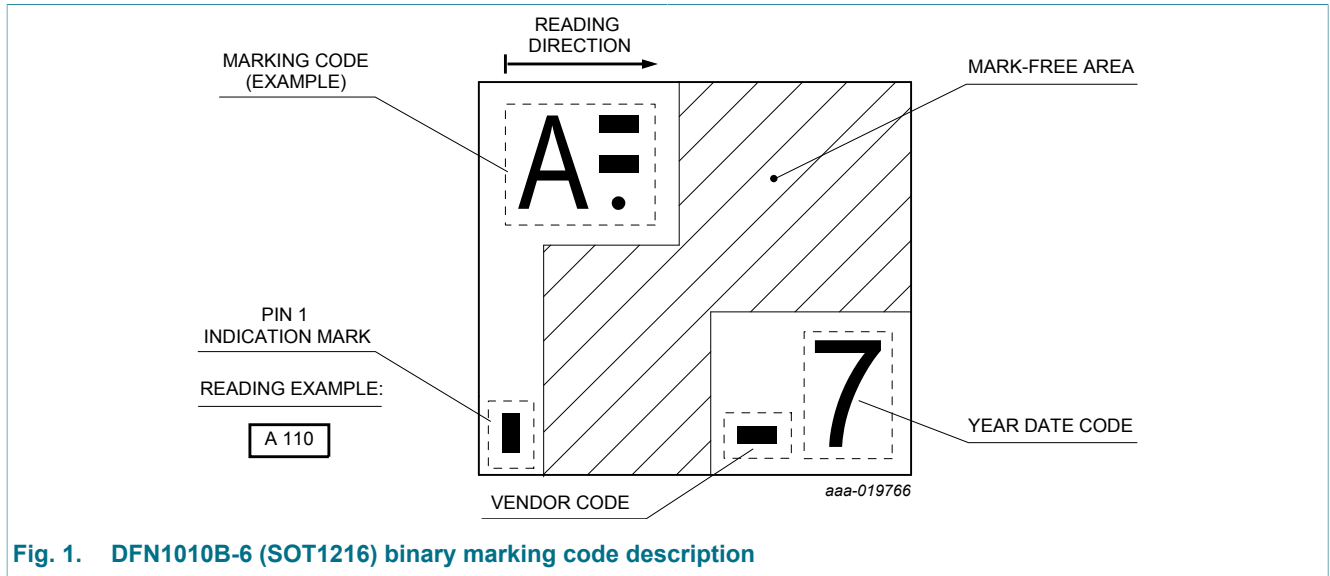 READING
DIRECTION
MARKING CODE
(EXAMPLE)
MARK-FREE AREA
A
PIN 1
INDICATION MARK
READING EXAMPLE:
A 110
7
YEAR DATE CODE
VENDOR CODE
aaa-019766
Fig. 1. DFN1010B-6 (SOT1216) binary marking code description